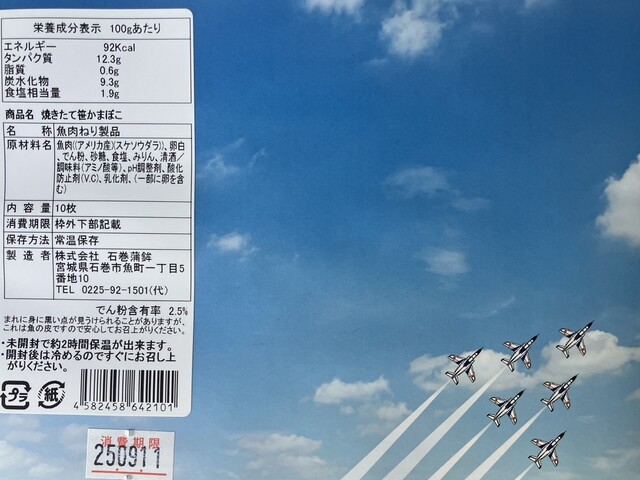 栄養成分表示 100gあたり
エネルギー 92Kcal
タンパク質 12.3g
脂質 0.6g
炭水化物 9.3g
食塩相当量 1.9g
商品名 焼きたて笹かまぼこ
名 称 魚肉ねり製品
原材料名 魚肉((アメリカ産)(スケソウダラ))、卵白
、でん粉、砂糖、食塩、みりん、清酒/
調味料(アミノ酸等)、pH調整剤、酸化
防止剤(V.C)、乳化剤、(一部に卵を含
む)
内 容 量 10枚
消費期限 枠外下部記載
保存方法 常温保存
製 造 者 株式会社 石巻蒲鉾
宮城県石巻市魚町一丁目5
番地10
TEL 0225-92-1501(代)
でん粉含有率 2.5%
まれに身に黒い点が見うけられることがありますが、
これは魚の皮ですので安心してお召上がりください。
・未開封で約2時間保温が出来ます。
・開封後は冷めるのですぐにお召し上
がりください。
プラ 紙
4582458642101
消費期限
250911